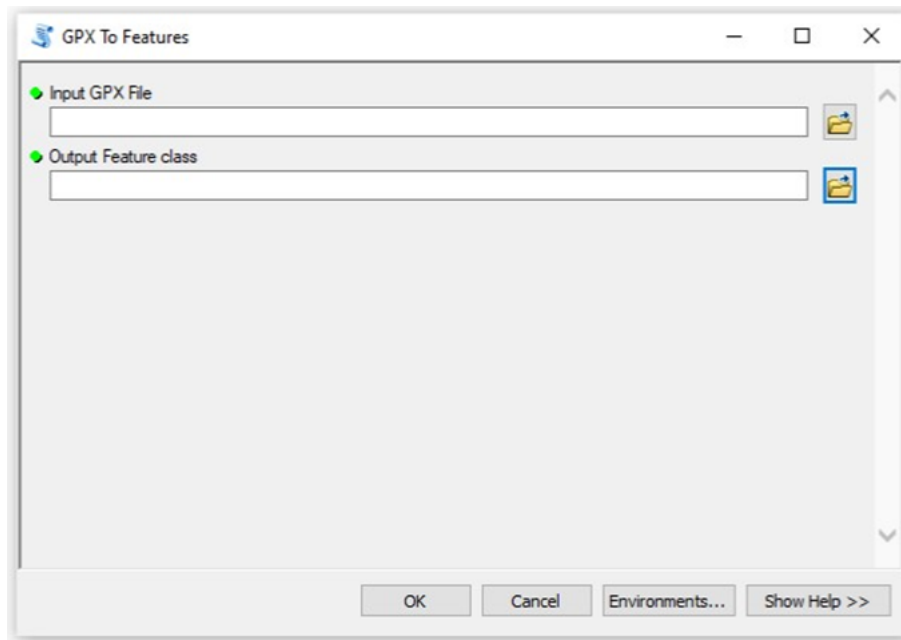 GPX To Features
Input GPX File
Output Feature class
OK Cancel Environments... Show Help >>